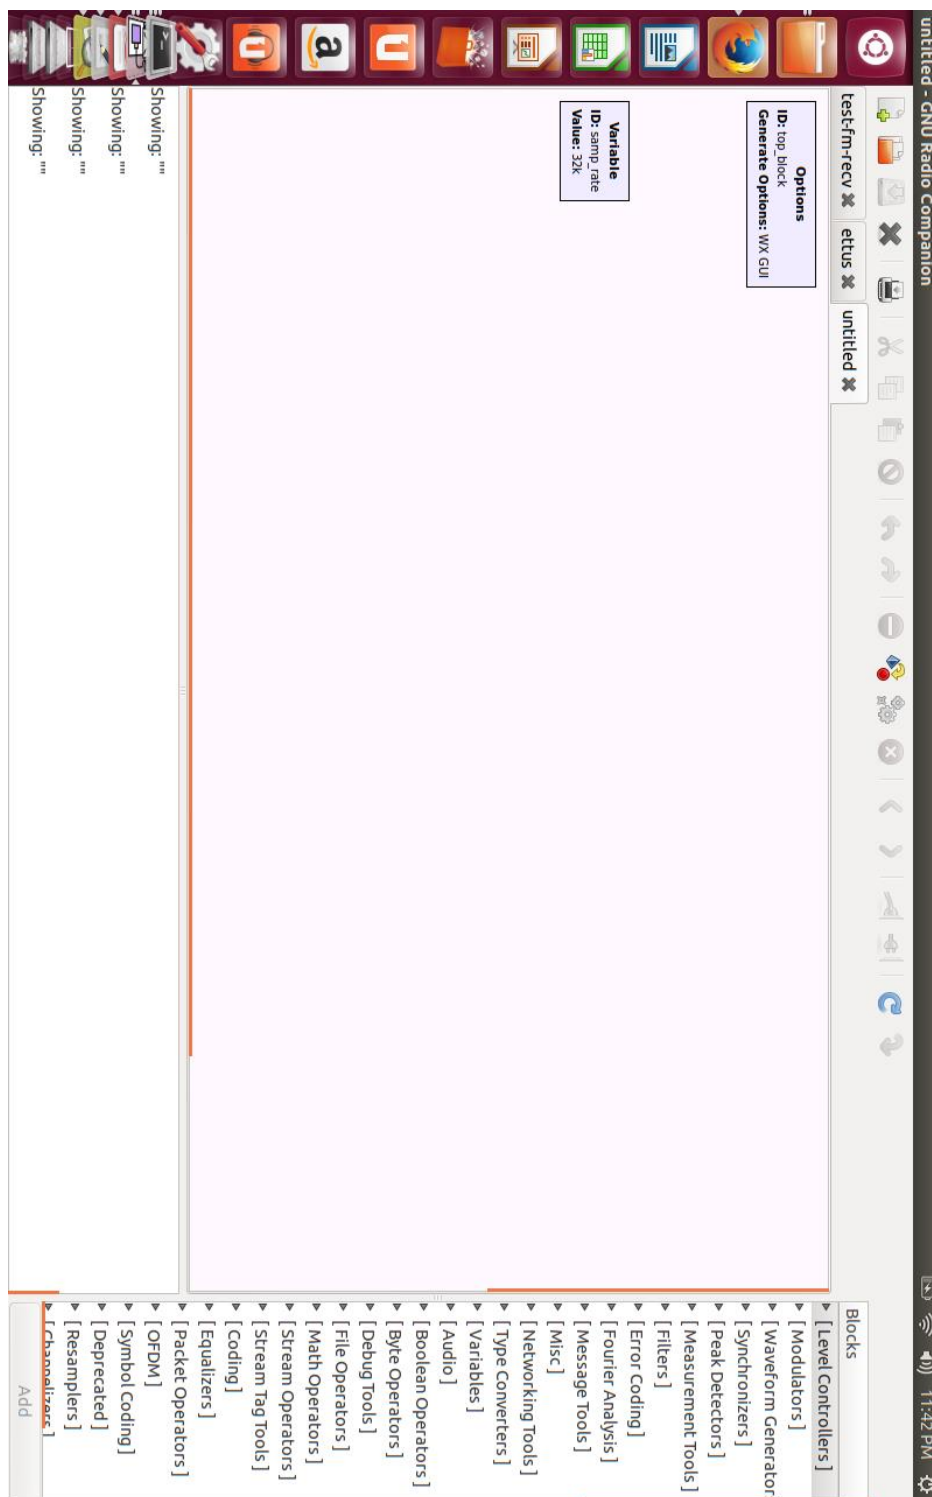 untitled - GNU Radio Companion
11:42 PM
test-fm-recv
ettus
untitled
Options
ID: top_block
Generate Options: WX GUI
Variable
ID: samp_rate
Value: 32k
Blocks
[ Level Controllers ]
[ Modulators ]
[ Waveform Generator
[ Synchronizers ]
[ Peak Detectors ]
[ Measurement Tools ]
[ Filters ]
[ Error Coding ]
[ Fourier Analysis ]
[ Message Tools ]
[ Misc ]
[ Networking Tools ]
[ Type Converters ]
[ Variables ]
[ Audio ]
[ Boolean Operators ]
[ Byte Operators ]
[ Debug Tools ]
[ File Operators ]
[ Math Operators ]
[ Stream Operators ]
[ Stream Tag Tools ]
[ Coding ]
[ Equalizers ]
[ Packet Operators ]
[ OFDM ]
[ Symbol Coding ]
[ Deprecated ]
[ Resamplers ]
[ Channelizers ]
Add
Showing: ""
Showing: ""
Showing: ""
Showing: ""